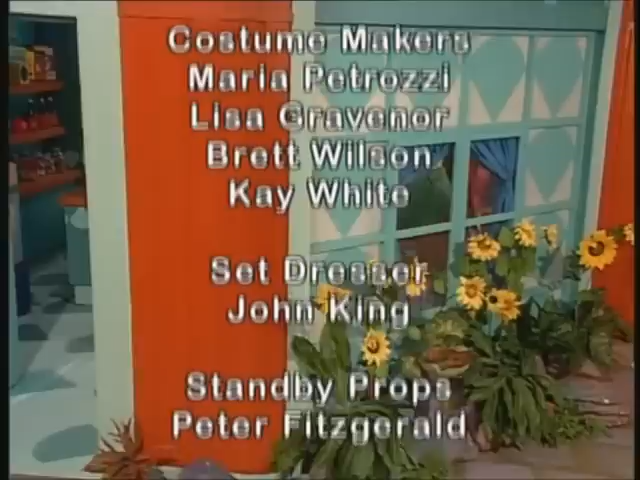 Costume Makers
Maria Petrozzi
Lisa Gravenor
Brett Wilson
Kay White
Set Dresser
John King
Standby Props
Peter Fitzgerald